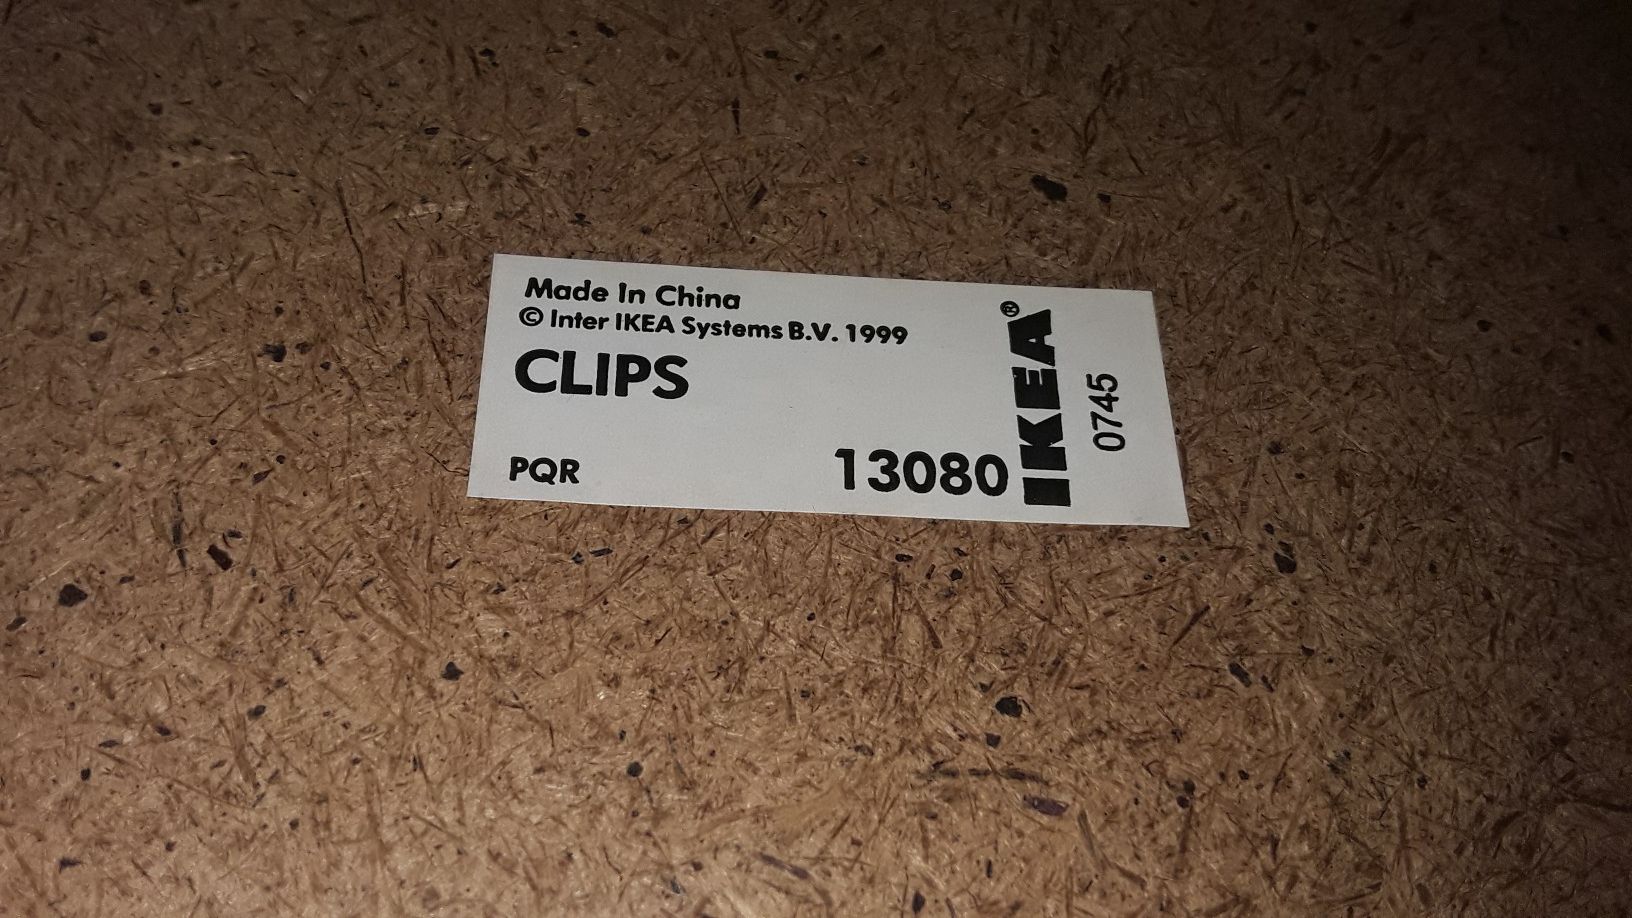 Made In China
© Inter IKEA Systems B.V. 1999
CLIPS
PQR
13080
IKEA®
0745